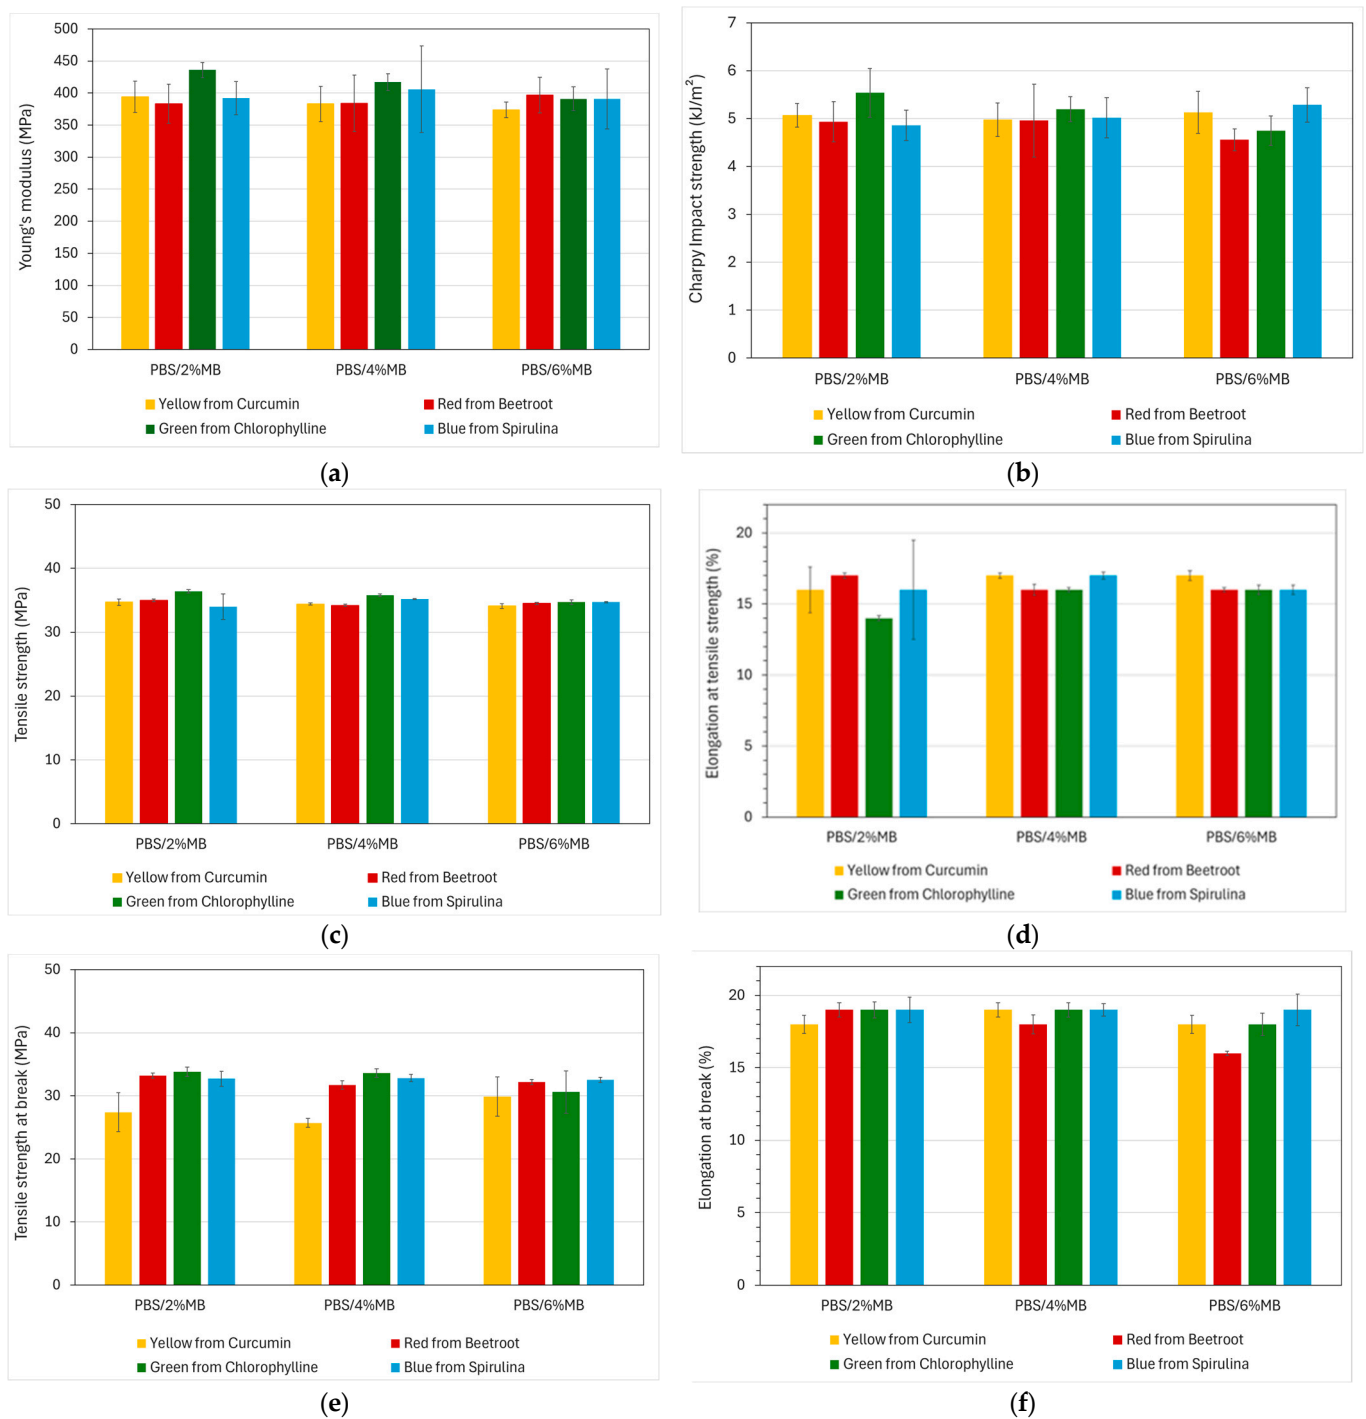 Young's modulus (MPa)
500
450
400
350
300
250
200
150
100
50
0
PBS/2%MB PBS/4%MB PBS/6%MB
Yellow from Curcumin Red from Beetroot
Green from Chlorophylline Blue from Spirulina
(a)
Charpy Impact strength (kJ/m²)
7
6
5
4
3
2
1
0
PBS/2%MB PBS/4%MB PBS/6%MB
Yellow from Curcumin Red from Beetroot
Green from Chlorophylline Blue from Spirulina
(b)
Tensile strength (MPa)
50
40
30
20
10
0
PBS/2%MB PBS/4%MB PBS/6%MB
Yellow from Curcumin Red from Beetroot
Green from Chlorophylline Blue from Spirulina
(c)
Elongation at tensile strength (%)
20
15
10
5
0
PBS/2%MB PBS/4%MB PBS/6%MB
Yellow from Curcumin Red from Beetroot
Green from Chlorophylline Blue from Spirulina
(d)
Tensile strength at break (MPa)
50
40
30
20
10
0
PBS/2%MB PBS/4%MB PBS/6%MB
Yellow from Curcumin Red from Beetroot
Green from Chlorophylline Blue from Spirulina
(e)
Elongation at break (%)
20
15
10
5
0
PBS/2%MB PBS/4%MB PBS/6%MB
Yellow from Curcumin Red from Beetroot
Green from Chlorophylline Blue from Spirulina
(f)